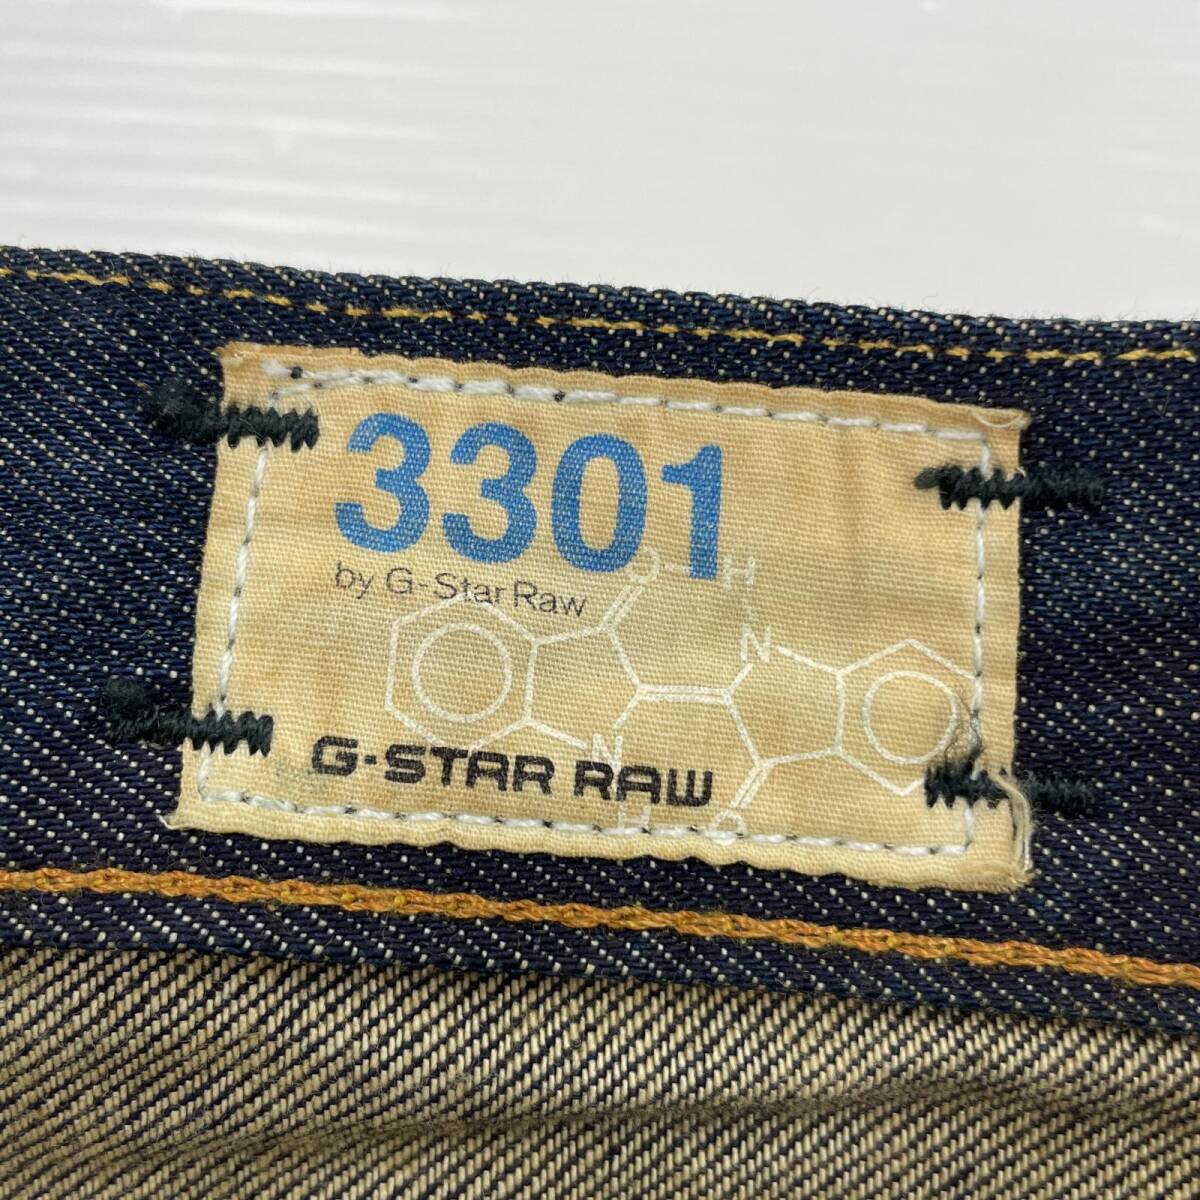 3301
by G-Star Raw
O H
N
N
G-STAR RAW
H O